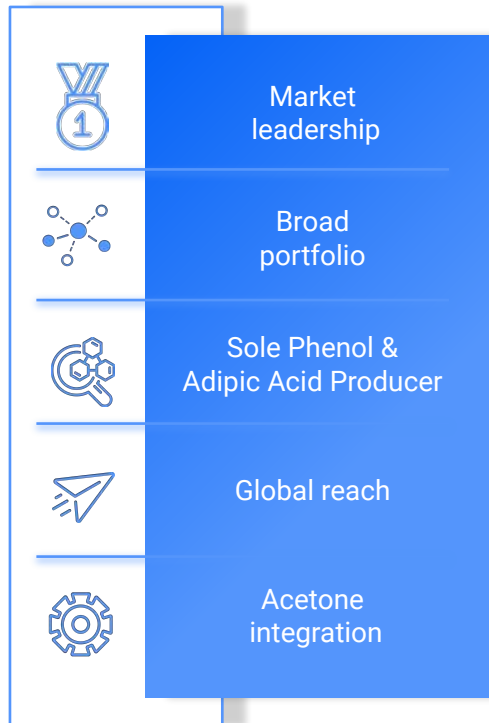 1
Market
leadership
Broad
portfolio
Sole Phenol &
Adipic Acid Producer
Global reach
Acetone
integration